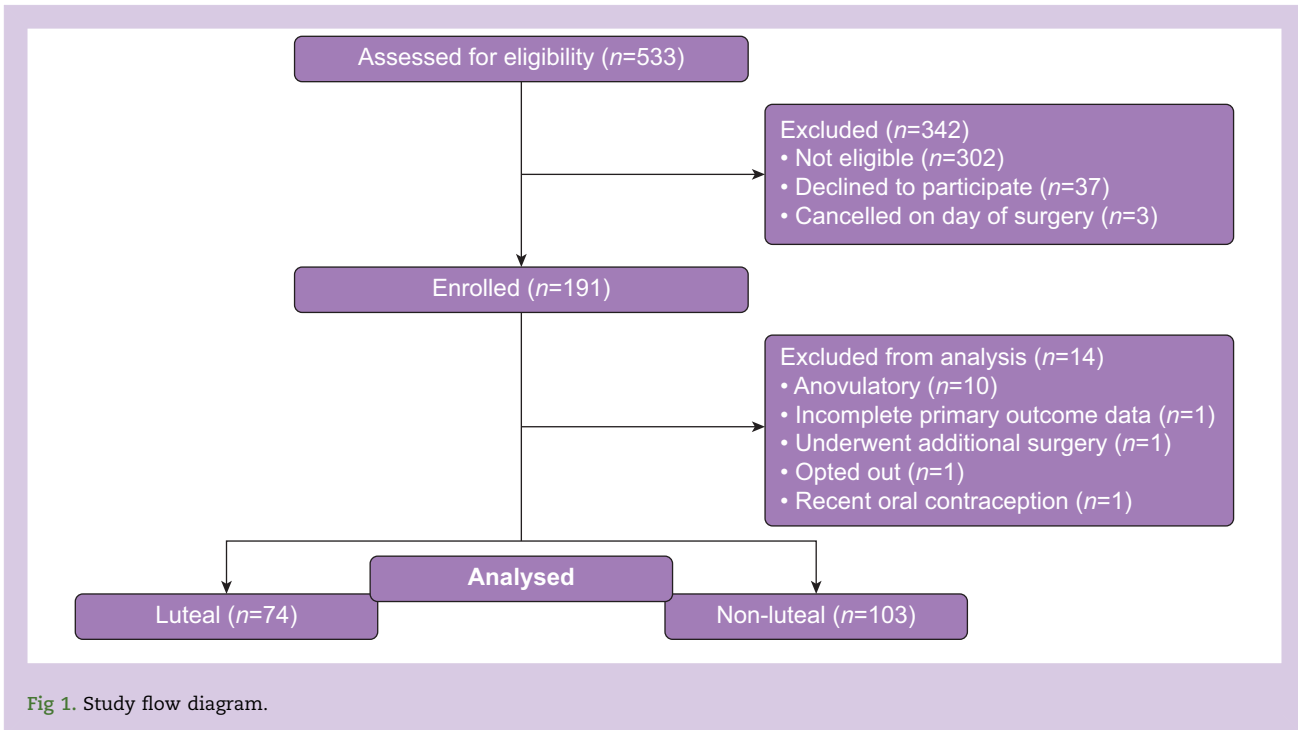 Assessed for eligibility (n=533)
Excluded (n=342)
• Not eligible (n=302)
• Declined to participate (n=37)
• Cancelled on day of surgery (n=3)
Enrolled (n=191)
Excluded from analysis (n=14)
• Anovulatory (n=10)
• Incomplete primary outcome data (n=1)
• Underwent additional surgery (n=1)
• Opted out (n=1)
• Recent oral contraception (n=1)
Analysed
Luteal (n=74)
Non-luteal (n=103)
Fig 1. Study flow diagram.